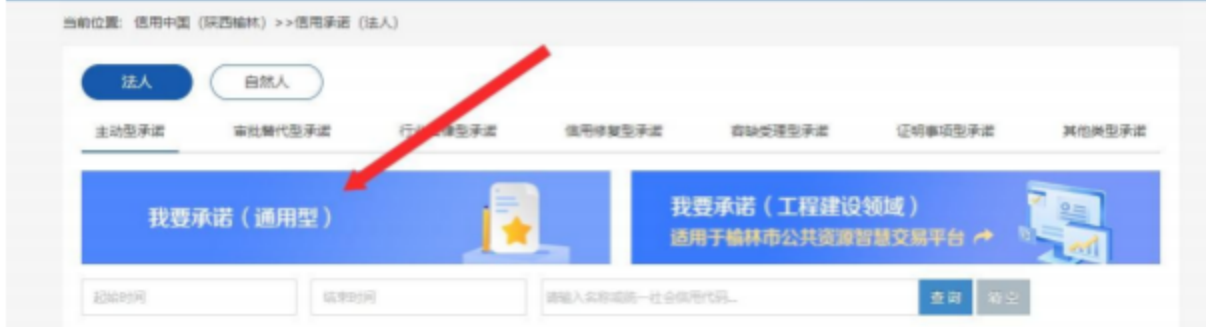 当前位置: 信用中国（陕西榆林）>>信用承诺（法人）
法人 自然人
主动型承诺 审批替代型承诺 行业自律型承诺 信用修复型承诺 容缺受理型承诺 证明事项型承诺 其他类型承诺
我要承诺（通用型）
我要承诺（工程建设领域）
适用于榆林市公共资源智慧交易平台
起始时间 结束时间 请输入名称或统一社会信用代码... 查询 清空